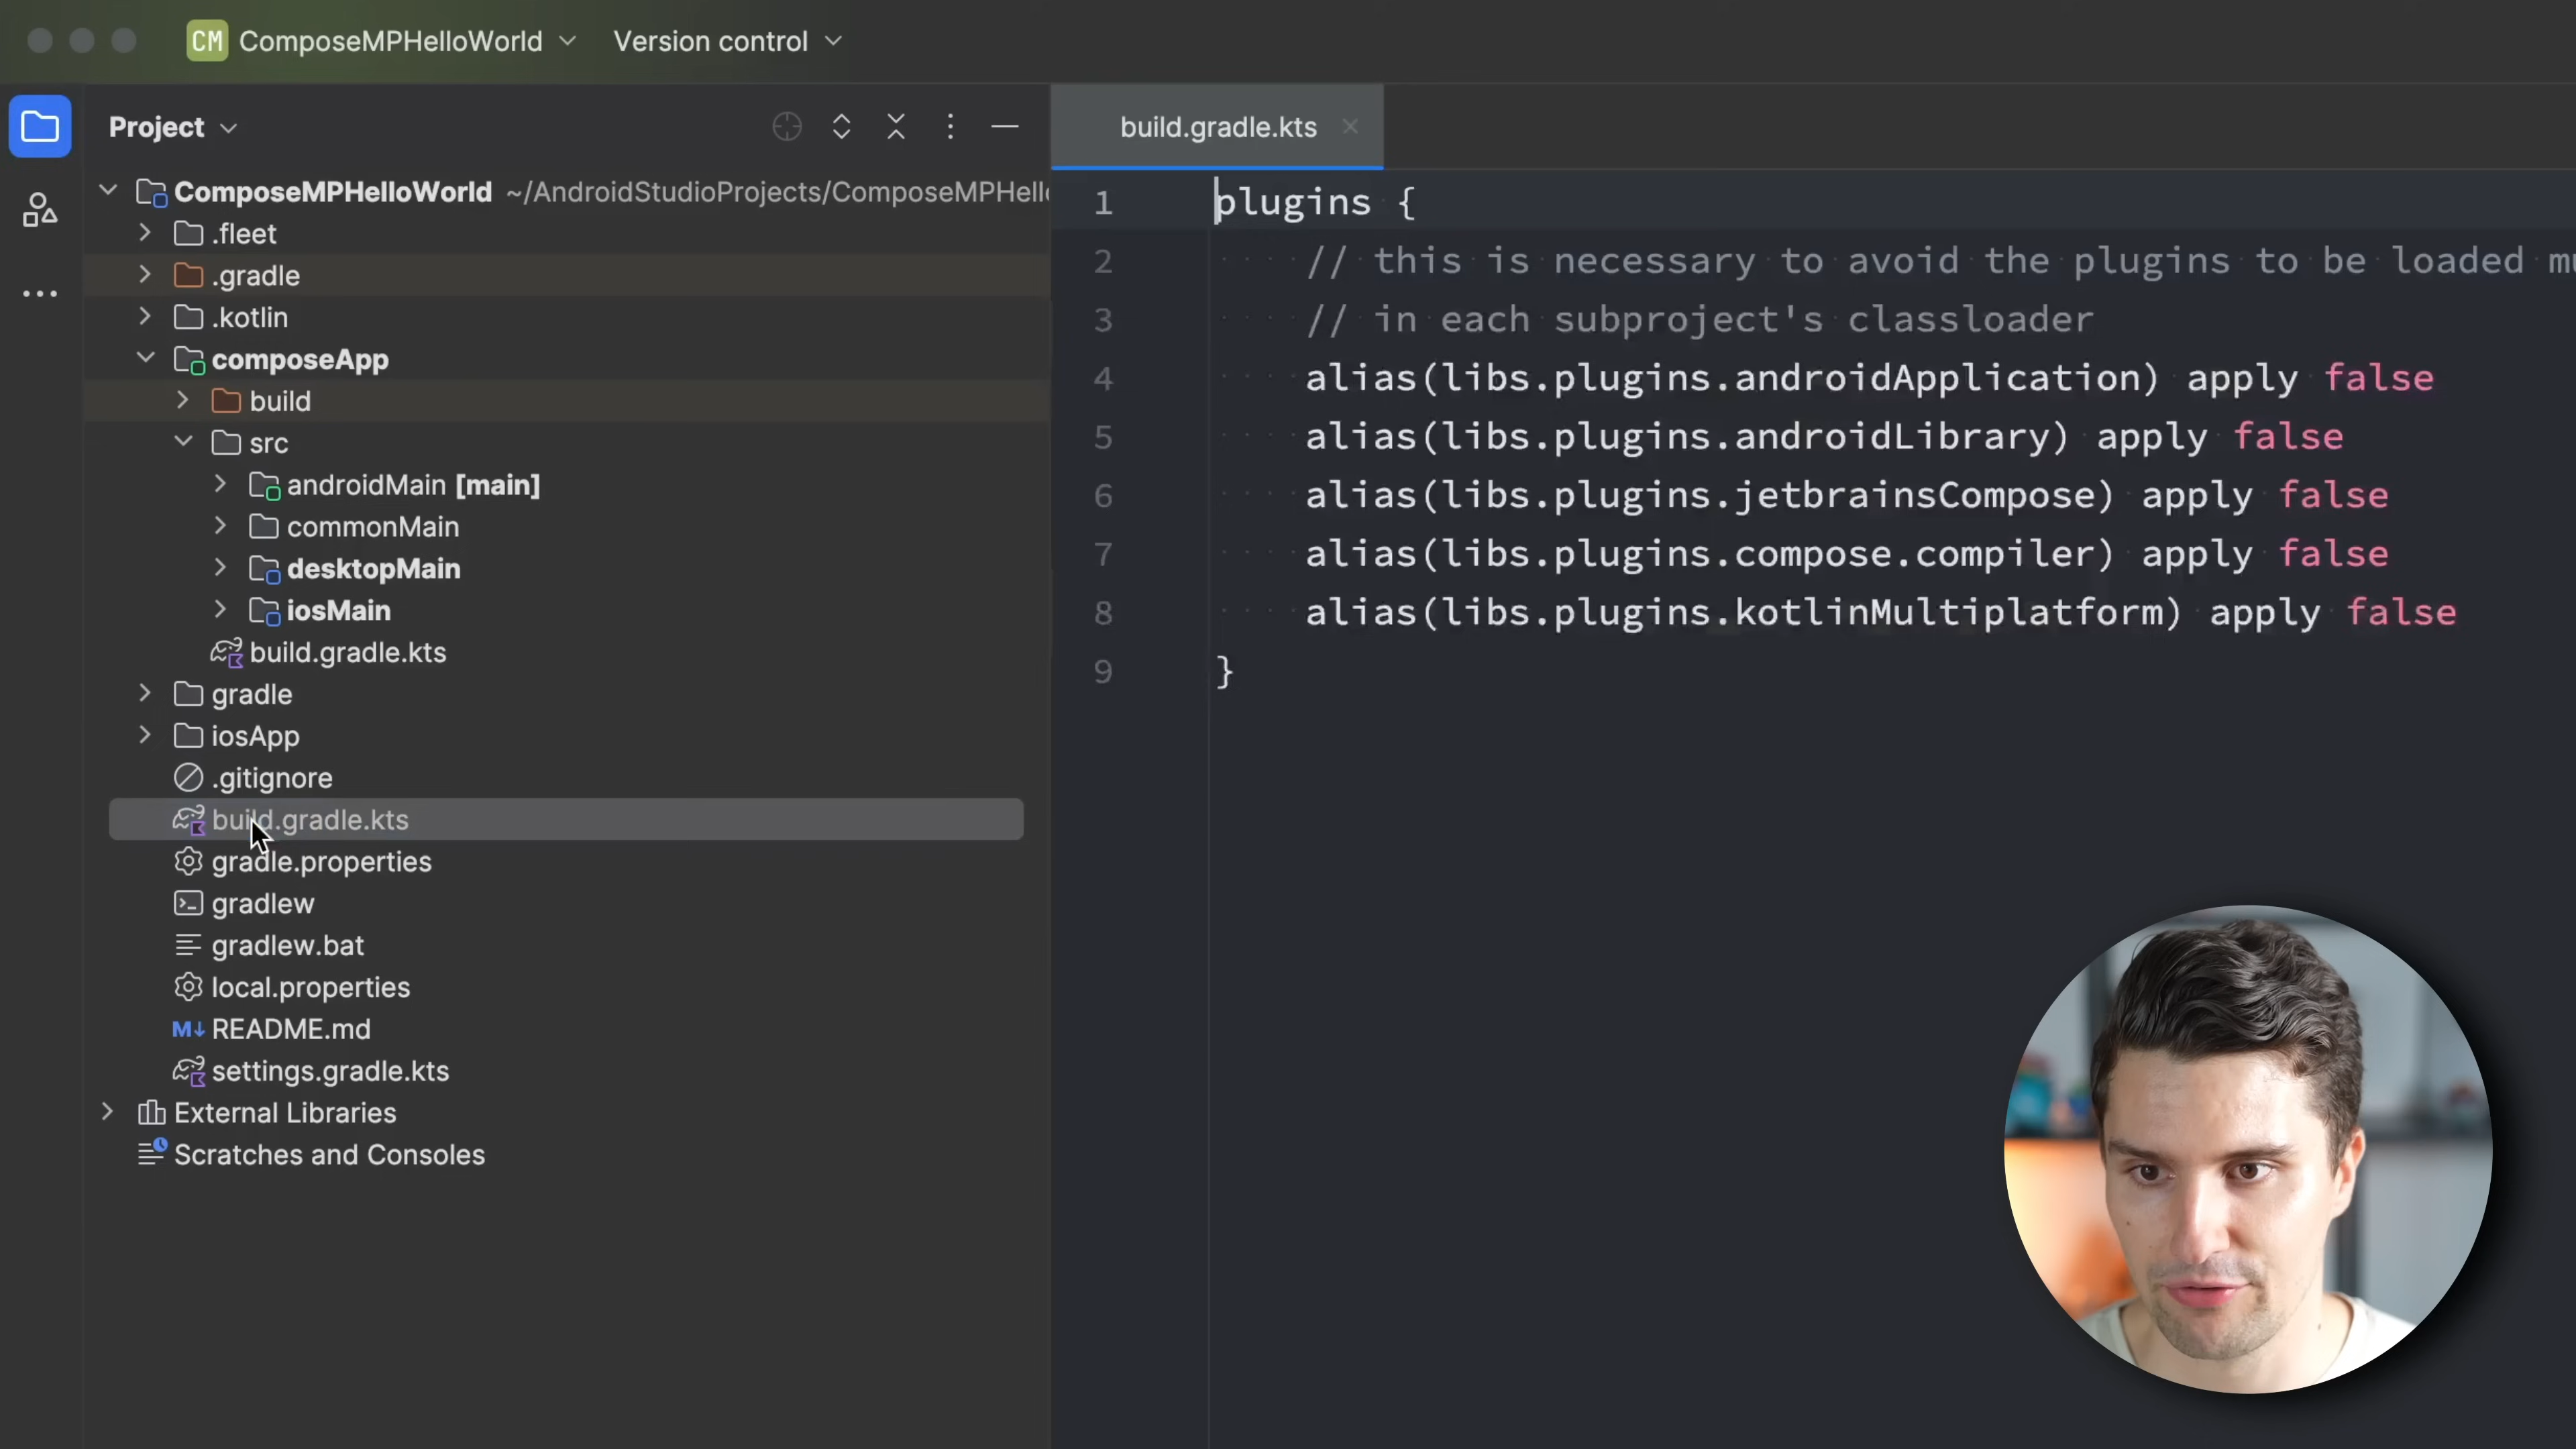 CM ComposeMPHelloWorld Version control
Project
ComposeMPHelloWorld ~/AndroidStudioProjects/ComposeMPHell
.fleet
.gradle
.kotlin
composeApp
build
src
androidMain [main]
commonMain
desktopMain
iosMain
build.gradle.kts
gradle
iosApp
.gitignore
build.gradle.kts
gradle.properties
gradlew
gradlew.bat
local.properties
M↓ README.md
settings.gradle.kts
External Libraries
Scratches and Consoles
build.gradle.kts
1 plugins {
2 // this is necessary to avoid the plugins to be loaded mu
3 // in each subproject's classloader
4 alias(libs.plugins.androidApplication) apply false
5 alias(libs.plugins.androidLibrary) apply false
6 alias(libs.plugins.jetbrainsCompose) apply false
7 alias(libs.plugins.compose.compiler) apply false
8 alias(libs.plugins.kotlinMultiplatform) apply false
9 }